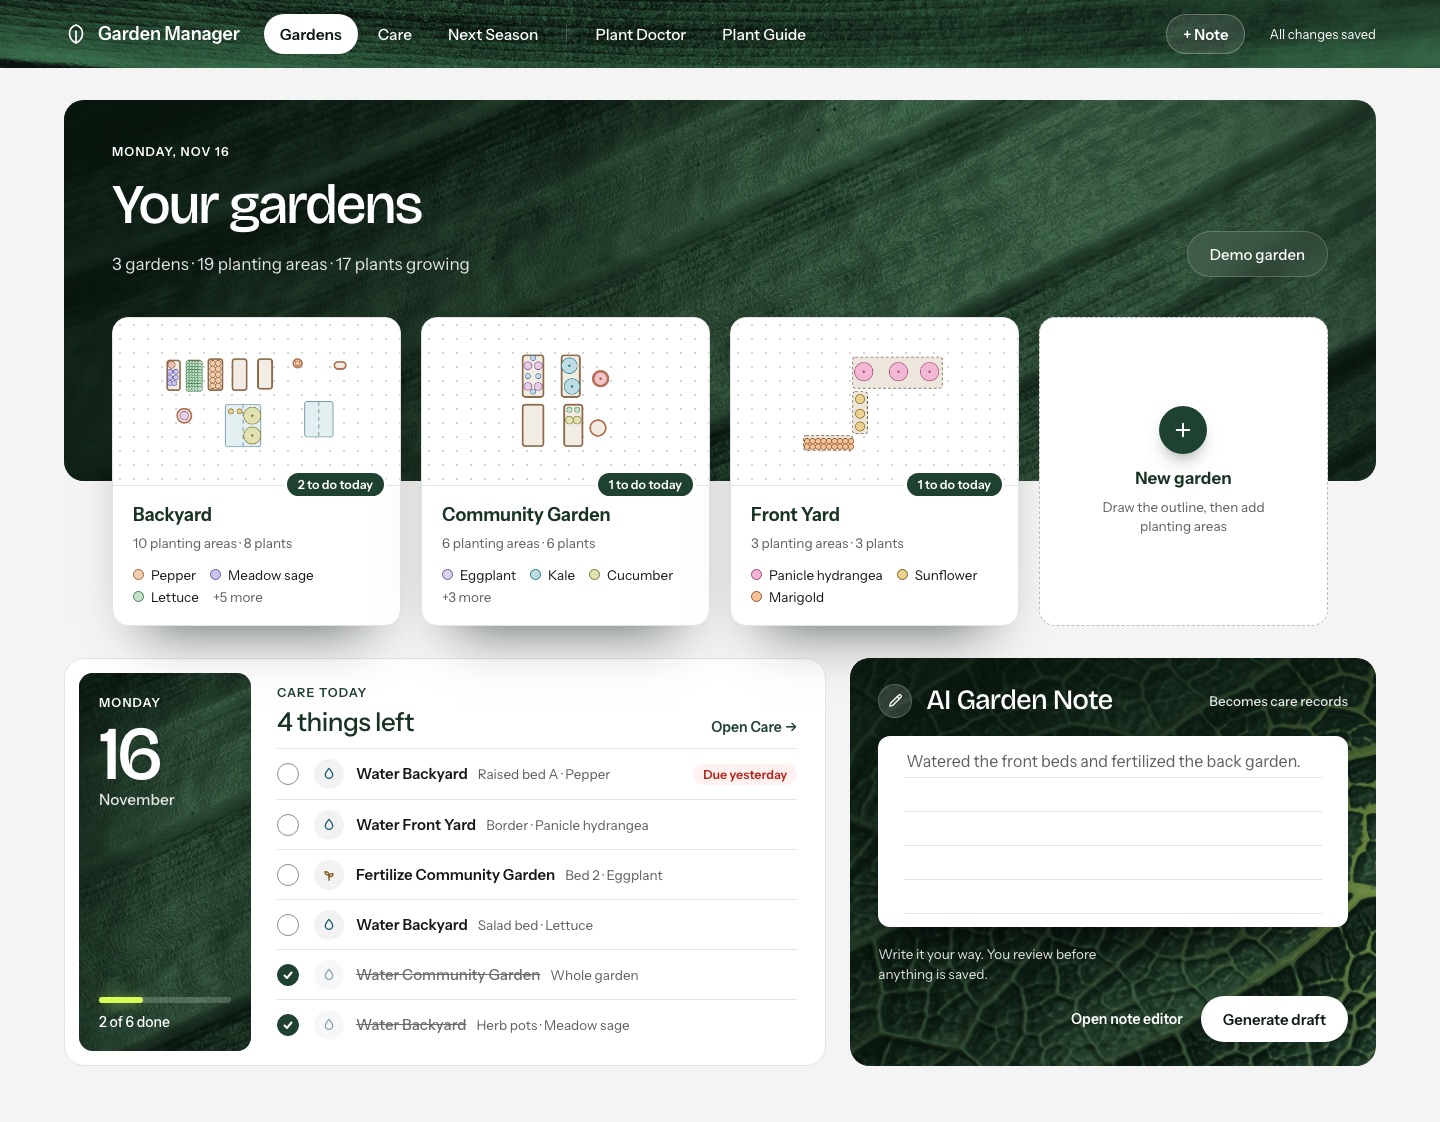 Garden Manager
Gardens
Care
Next Season
Plant Doctor
Plant Guide
+ Note
All changes saved
MONDAY, NOV 16
Your gardens
3 gardens · 19 planting areas · 17 plants growing
Demo garden
2 to do today
Backyard
10 planting areas · 8 plants
Pepper
Meadow sage
Lettuce
+5 more
1 to do today
Community Garden
6 planting areas · 6 plants
Eggplant
Kale
Cucumber
+3 more
1 to do today
Front Yard
3 planting areas · 3 plants
Panicle hydrangea
Sunflower
Marigold
New garden
Draw the outline, then add
planting areas
MONDAY
16
November
2 of 6 done
CARE TODAY
4 things left
Open Care →
Water Backyard Raised bed A · Pepper
Due yesterday
Water Front Yard Border · Panicle hydrangea
Fertilize Community Garden Bed 2 · Eggplant
Water Backyard Salad bed · Lettuce
Water Community Garden Whole garden
Water Backyard Herb pots · Meadow sage
AI Garden Note
Becomes care records
Watered the front beds and fertilized the back garden.
Write it your way. You review before
anything is saved.
Open note editor
Generate draft